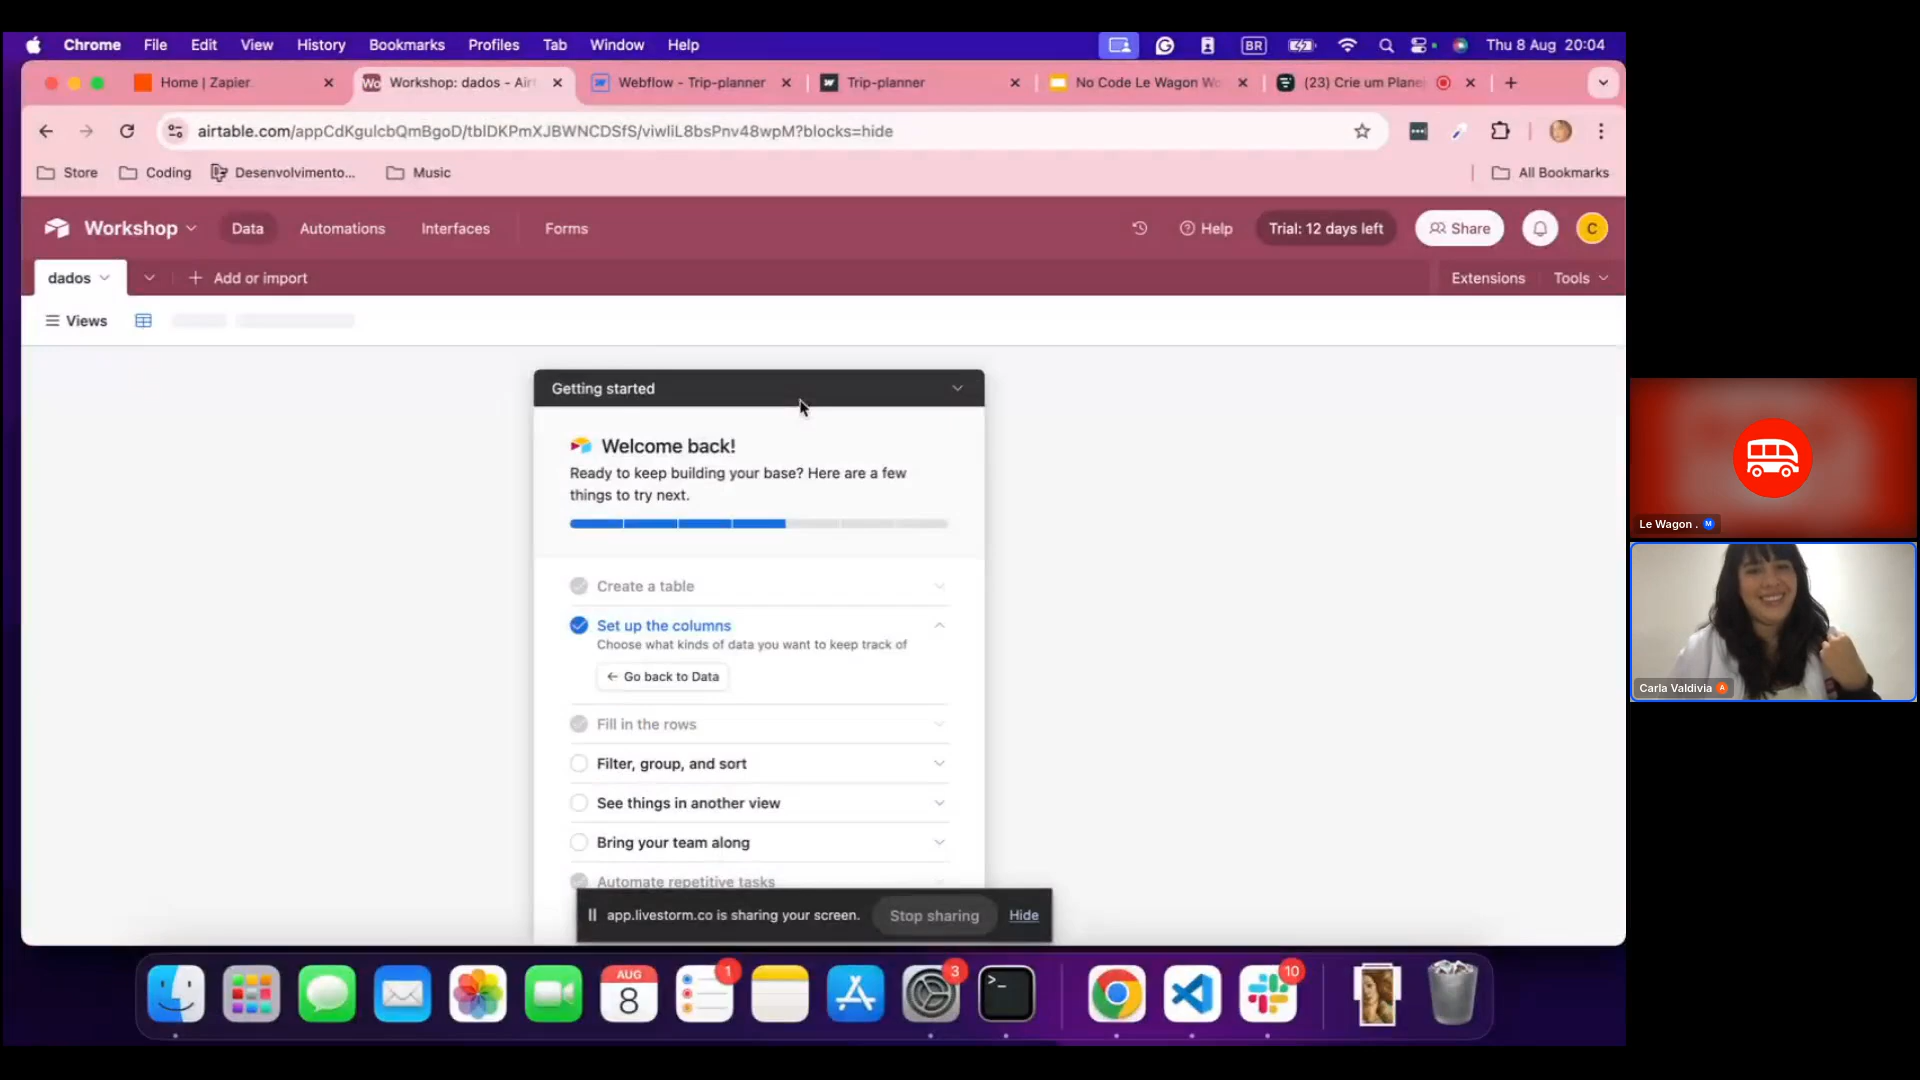 Chrome File Edit View History Bookmarks Profiles Tab Window Help BR Thu 8 Aug 20:04
Home | Zapier Workshop: dados - Air Webflow - Trip-planner Trip-planner No Code Le Wagon Wo (23) Crie um Plane
airtable.com/appCdKgulcbQmBgoD/tblDKPmXJBWNCDSfS/viwliL8bsPnv48wpM?blocks=hide
Store Coding Desenvolvimento... Music All Bookmarks
Workshop Data Automations Interfaces Forms Help Trial: 12 days left Share C
dados Add or import Extensions Tools
Views
Getting started
Welcome back!
Ready to keep building your base? Here are a few
things to try next.
Create a table
Set up the columns
Choose what kinds of data you want to keep track of
Go back to Data
Fill in the rows
Filter, group, and sort
See things in another view
Bring your team along
Automate repetitive tasks
app.livestorm.co is sharing your screen. Stop sharing Hide
AUG
8
1
3
10
Le Wagon . M
Carla Valdivia A